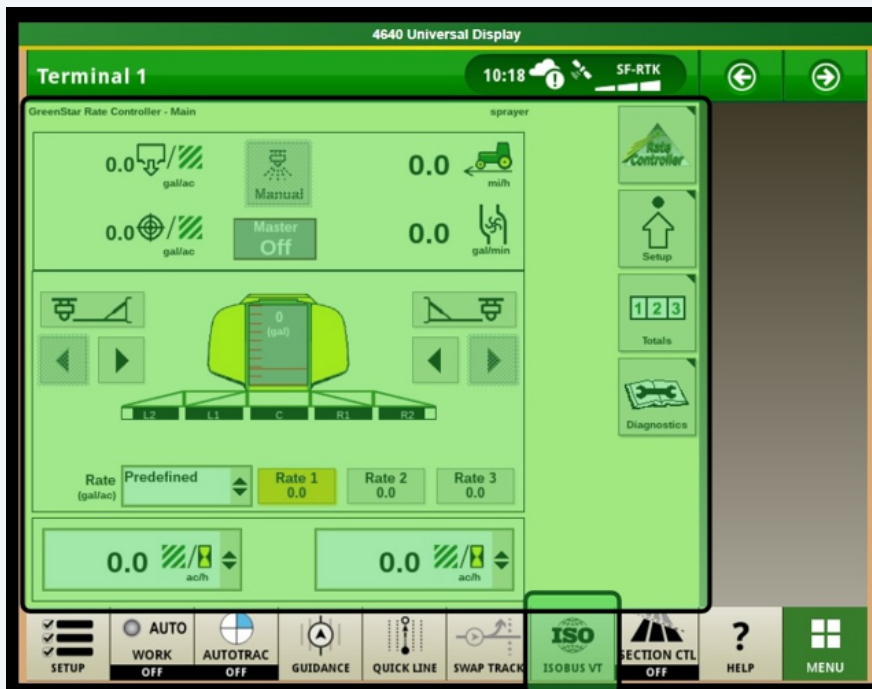 4640 Universal Display
Terminal 1
10:18
SF-RTK
GreenStar Rate Controller - Main
sprayer
0.0
gal/ac
Manual
0.0
mi/h
0.0
gal/ac
Master
Off
0.0
gal/min
Rate
Controller
Setup
1 2 3
Totals
Diagnostics
0
(gal)
L2 L1 C R1 R2
Rate
(gal/ac)
Predefined
Rate 1
0.0
Rate 2
0.0
Rate 3
0.0
0.0
ac/h
0.0
ac/h
SETUP
AUTO
WORK
OFF
AUTOTRAC
OFF
GUIDANCE
QUICK LINE
SWAP TRACK
ISO
ISOBUS VT
SECTION CTL
OFF
?
HELP
MENU